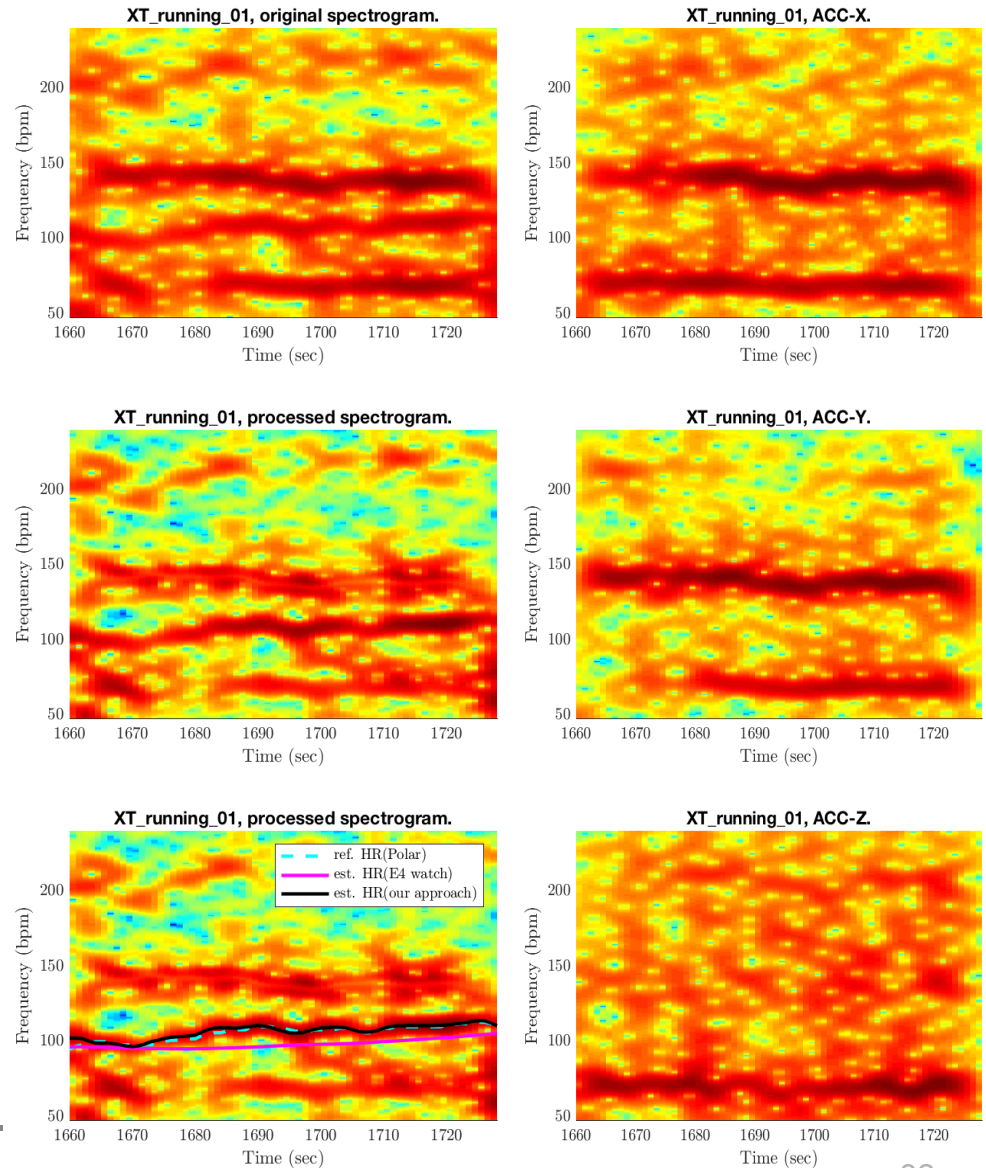 XT_running_01, original spectrogram.
Frequency (bpm)
200
150
100
50
1660 1670 1680 1690 1700 1710 1720
Time (sec)
XT_running_01, ACC-X.
Frequency (bpm)
200
150
100
50
1660 1670 1680 1690 1700 1710 1720
Time (sec)
XT_running_01, processed spectrogram.
Frequency (bpm)
200
150
100
50
1660 1670 1680 1690 1700 1710 1720
Time (sec)
XT_running_01, ACC-Y.
Frequency (bpm)
200
150
100
50
1660 1670 1680 1690 1700 1710 1720
Time (sec)
XT_running_01, processed spectrogram.
ref. HR(Polar)
est. HR(E4 watch)
est. HR(our approach)
Frequency (bpm)
200
150
100
50
1660 1670 1680 1690 1700 1710 1720
Time (sec)
XT_running_01, ACC-Z.
Frequency (bpm)
200
150
100
50
1660 1670 1680 1690 1700 1710 1720
Time (sec)